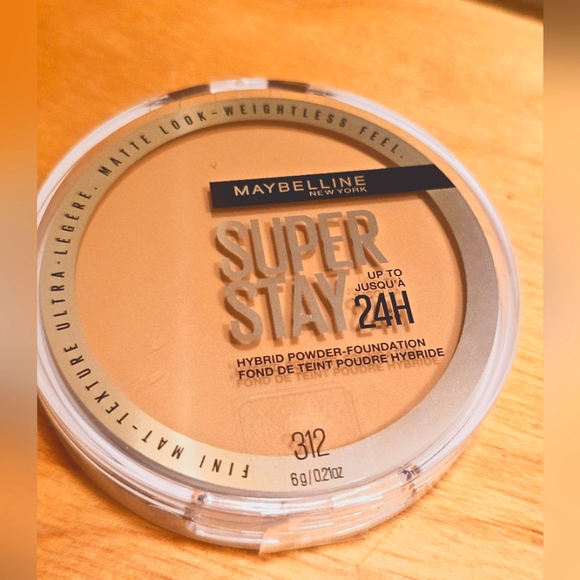 MATTE LOOK-WEIGHTLESS FEEL.
MAYBELLINE
NEW YORK
SUPER
STAY
UP TO
JUSQU'À
24H
HYBRID POWDER-FOUNDATION
FOND DE TEINT POUDRE HYBRIDE
312
6g/0.21oz
FINI MAT-TEXTURE ULTRA-LÉGÈRE.